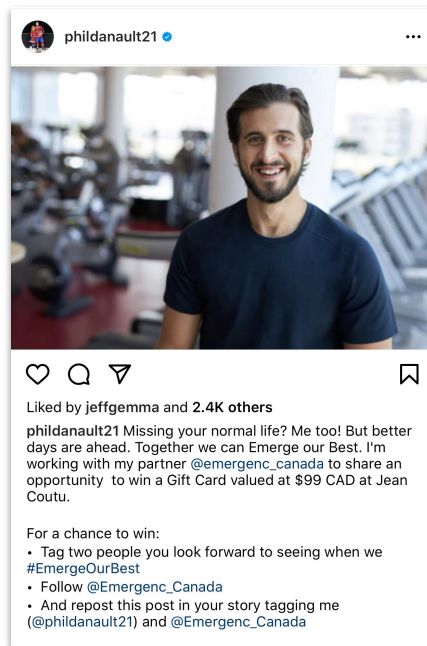 phildanault21
Liked by jeffgemma and 2.4K others
phildanault21 Missing your normal life? Me too! But better
days are ahead. Together we can Emerge our Best. I'm
working with my partner @emergenc_canada to share an
opportunity to win a Gift Card valued at $99 CAD at Jean
Coutu.
For a chance to win:
• Tag two people you look forward to seeing when we
#EmergeOurBest
• Follow @Emergenc_Canada
• And repost this post in your story tagging me
(@phildanault21) and @Emergenc_Canada